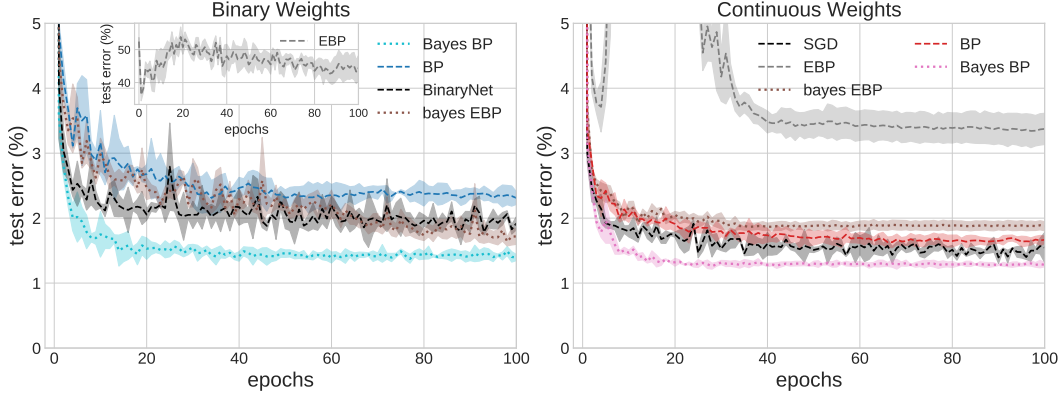 Binary Weights
test error (%)
5
4
3
2
1
0
0
20
40
60
80
100
epochs
test error (%)
50
40
0
20
40
60
80
100
epochs
EBP
Bayes BP
BP
BinaryNet
bayes EBP
Continuous Weights
test error (%)
5
4
3
2
1
0
0
20
40
60
80
100
epochs
SGD
EBP
bayes EBP
BP
Bayes BP